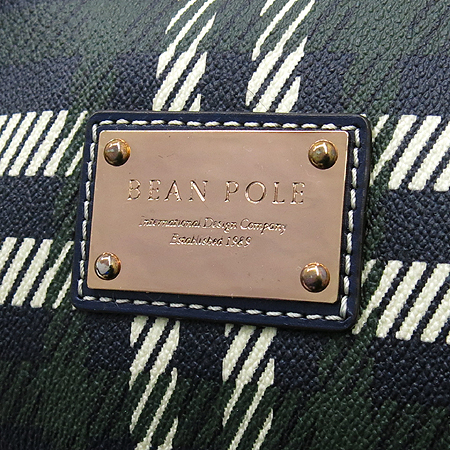 BEAN POLE
International Design Company
Established 1989